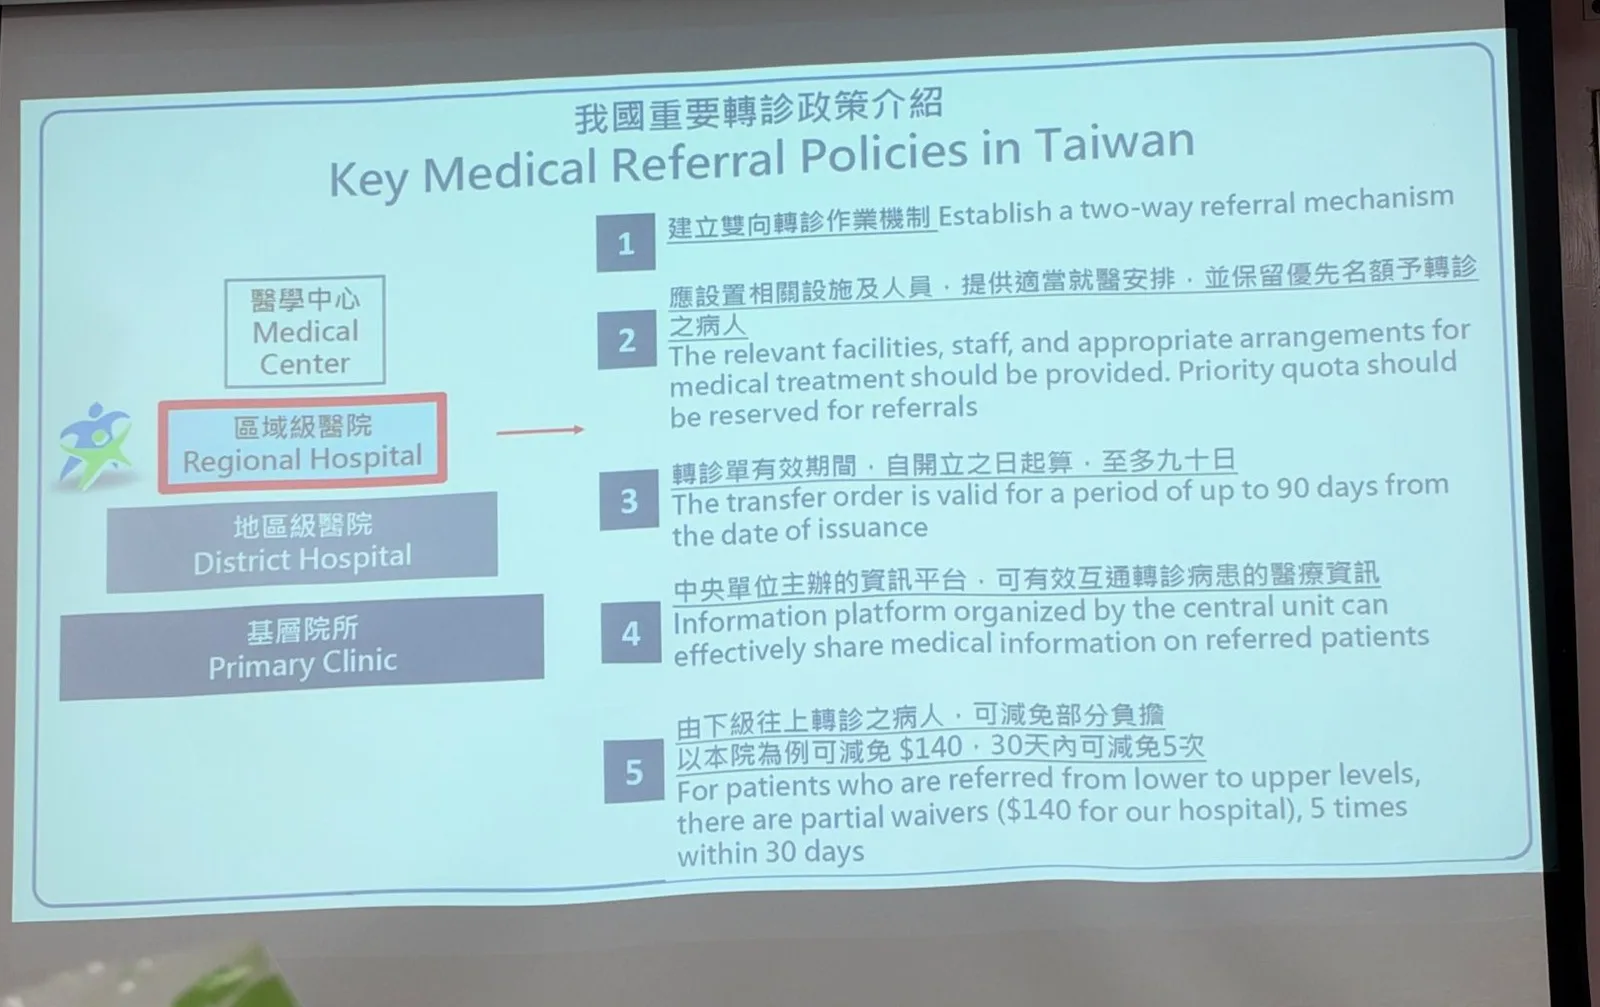 我國重要轉診政策介紹
Key Medical Referral Policies in Taiwan
醫學中心
Medical
Center
區域級醫院
Regional Hospital
地區級醫院
District Hospital
基層院所
Primary Clinic
1
建立雙向轉診作業機制 Establish a two-way referral mechanism
2
應設置相關設施及人員，提供適當就醫安排，並保留優先名額予轉診
之病人
The relevant facilities, staff, and appropriate arrangements for
medical treatment should be provided. Priority quota should
be reserved for referrals
3
轉診單有效期間，自開立之日起算，至多九十日
The transfer order is valid for a period of up to 90 days from
the date of issuance
4
中央單位主辦的資訊平台，可有效互通轉診病患的醫療資訊
Information platform organized by the central unit can
effectively share medical information on referred patients
5
由下級往上轉診之病人，可減免部分負擔
以本院為例可減免 $140，30天內可減免5次
For patients who are referred from lower to upper levels,
there are partial waivers ($140 for our hospital), 5 times
within 30 days